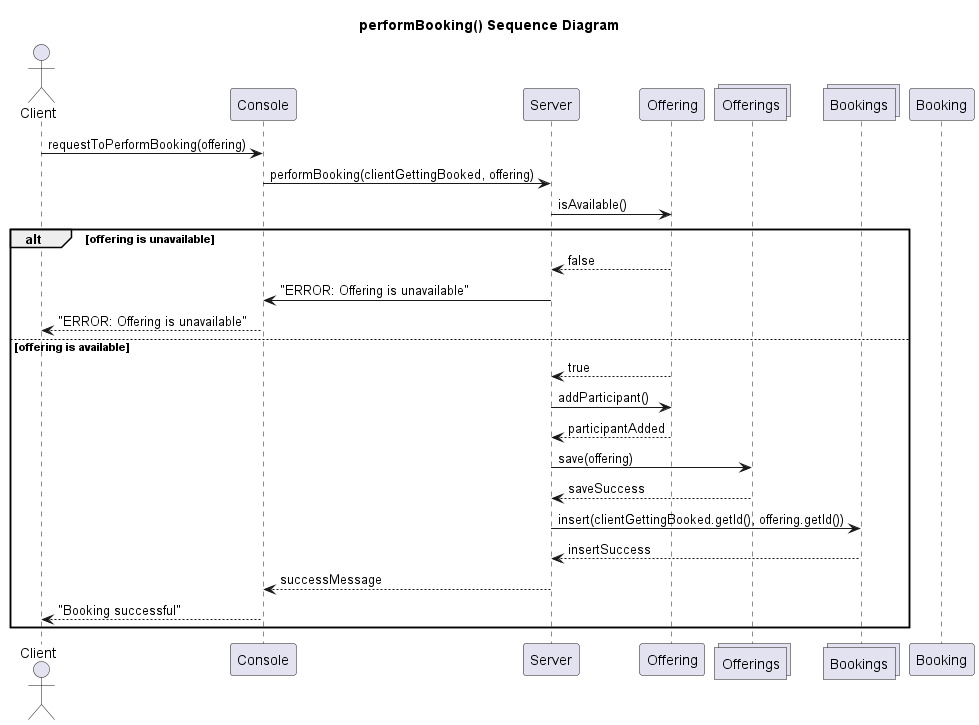 performBooking() Sequence Diagram
Client
Console
Server
Offering
Offerings
Bookings
Booking
requestToPerformBooking(offering)
performBooking(clientGettingBooked, offering)
isAvailable()
alt
[offering is unavailable]
false
"ERROR: Offering is unavailable"
"ERROR: Offering is unavailable"
[offering is available]
true
addParticipant()
participantAdded
save(offering)
saveSuccess
insert(clientGettingBooked.getId(), offering.getId())
insertSuccess
successMessage
"Booking successful"
Client
Console
Server
Offering
Offerings
Bookings
Booking